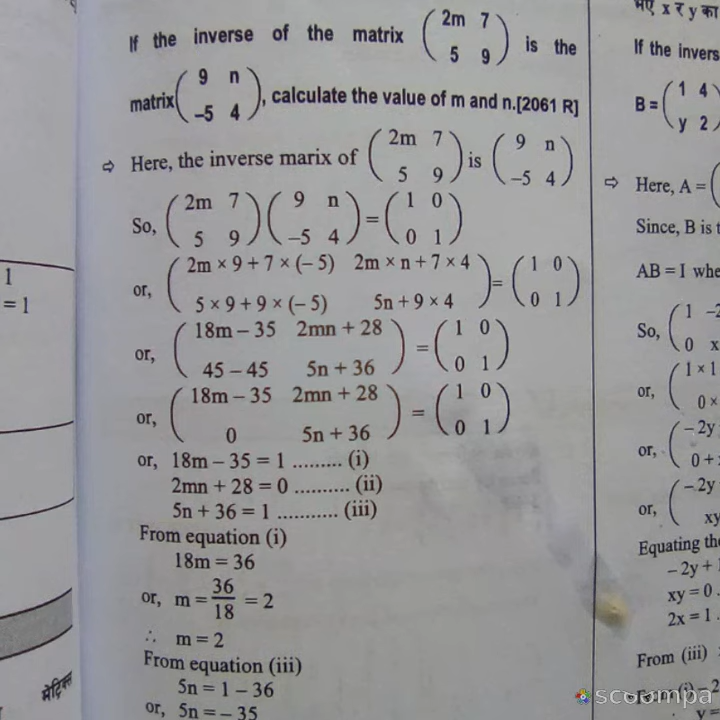 If the inverse of the matrix (2m 7
5 9) is the
matrix (9 n
–5 4), calculate the value of m and n.[2061 R]
⇨ Here, the inverse marix of (2m 7
5 9) is (9 n
–5 4)
So, (2m 7
5 9) (9 n
–5 4) = (1 0
0 1)
or, (2m × 9 + 7 × (– 5) 2m × n + 7 × 4
5 × 9 + 9 × (– 5) 5n + 9 × 4) = (1 0
0 1)
or, (18m – 35 2mn + 28
45 – 45 5n + 36) = (1 0
0 1)
or, (18m – 35 2mn + 28
0 5n + 36) = (1 0
0 1)
or, 18m – 35 = 1 ......... (i)
2mn + 28 = 0 .......... (ii)
5n + 36 = 1 ........... (iii)
From equation (i)
18m = 36
or, m = 36
18 = 2
∴ m = 2
From equation (iii)
5n = 1 – 36
or, 5n = – 35
1
= 1
मेट्रिक्स
x र y का
If the invers
B = (1 4
y 2
⇨ Here, A = (
Since, B is t
AB = I whe
So, (1 –2
0 x
or, (1 × 1
0 ×
or, (– 2y
0 +
or, (– 2y
xy
Equating the
– 2y +
xy = 0 .
2x = 1 .
From (iii)
From (i) – 2
y =
scoompa